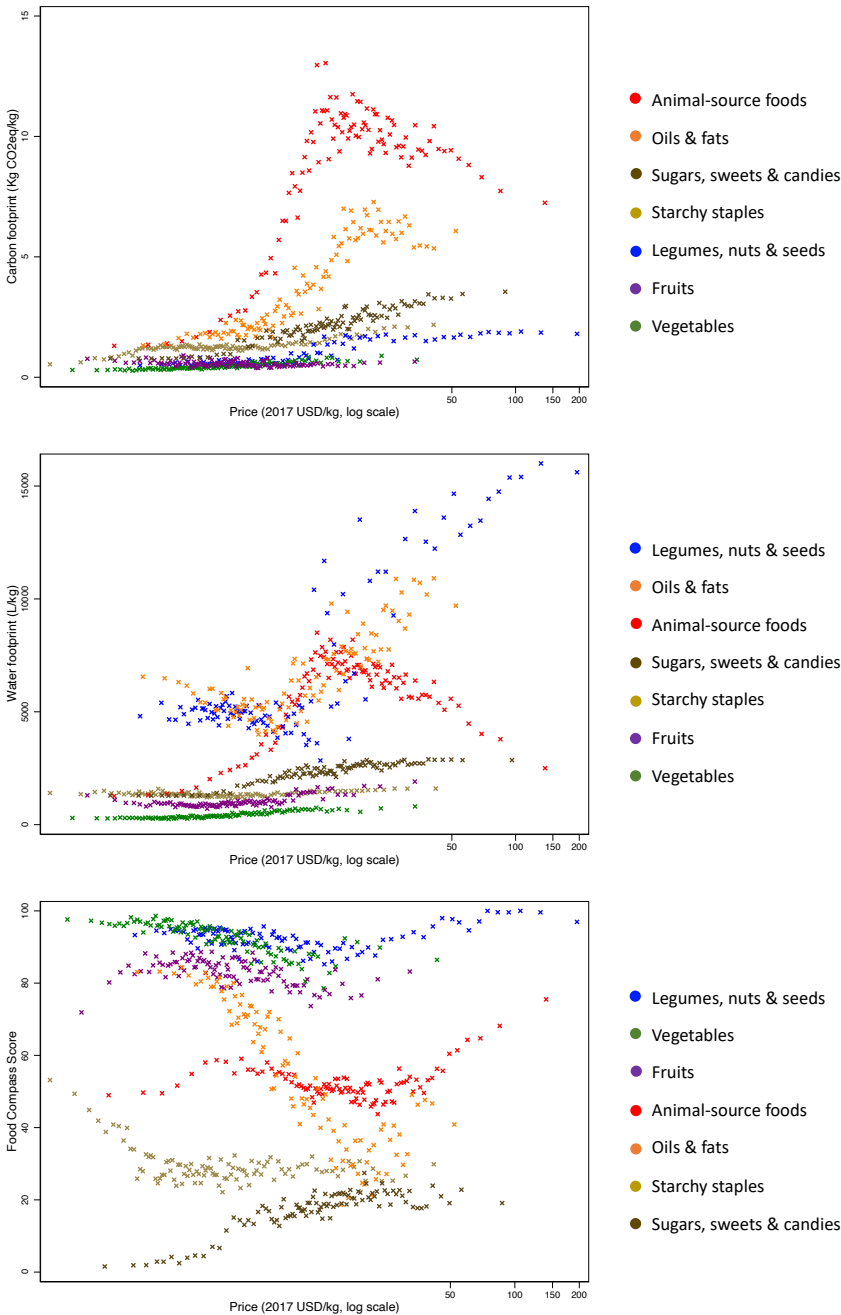 15
10
5
0
Carbon footprint (Kg CO2eq/kg)
50
100
150
200
Price (2017 USD/kg, log scale)
Animal-source foods
Oils & fats
Sugars, sweets & candies
Starchy staples
Legumes, nuts & seeds
Fruits
Vegetables
15000
10000
5000
0
Water footprint (L/kg)
50
100
150
200
Price (2017 USD/kg, log scale)
Legumes, nuts & seeds
Oils & fats
Animal-source foods
Sugars, sweets & candies
Starchy staples
Fruits
Vegetables
100
80
60
40
20
0
Food Compass Score
50
100
150
200
Price (2017 USD/kg, log scale)
Legumes, nuts & seeds
Vegetables
Fruits
Animal-source foods
Oils & fats
Starchy staples
Sugars, sweets & candies